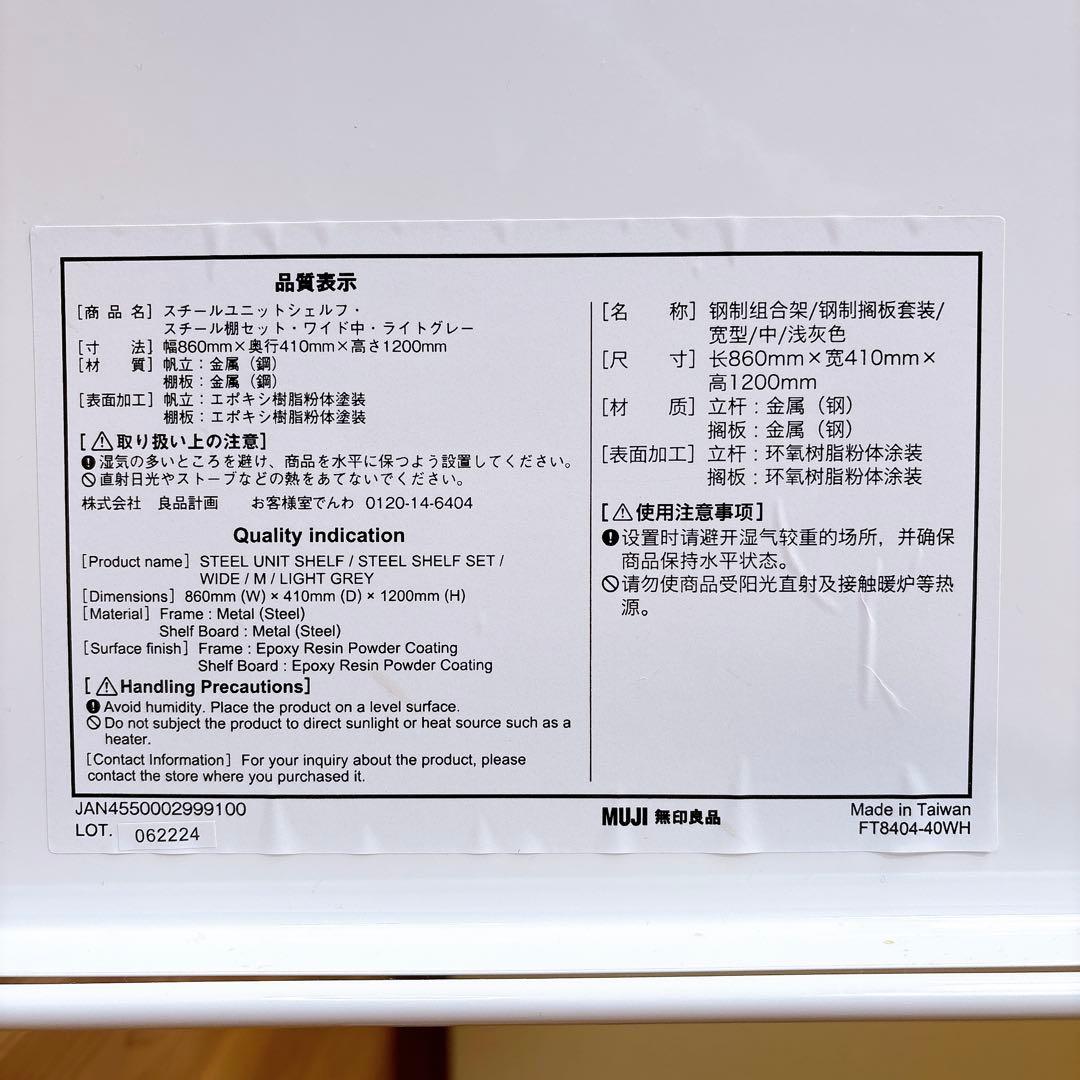 品質表示
[商品名] スチールユニットシェルフ・
スチール棚セット・ワイド中・ライトグレー
[寸　法] 幅860mm×奥行410mm×高さ1200mm
[材　質] 帆立：金属（鋼）
棚板：金属（鋼）
[表面加工] 帆立：エポキシ樹脂粉体塗装
棚板：エポキシ樹脂粉体塗装
[⚠取り扱い上の注意]
湿気の多いところを避け、商品を水平に保つよう設置してください。
直射日光やストーブなどの熱をあてないでください。
株式会社　良品計画　お客様室でんわ 0120-14-6404
Quality indication
[Product name] STEEL UNIT SHELF / STEEL SHELF SET /
WIDE / M / LIGHT GREY
[Dimensions] 860mm (W) × 410mm (D) × 1200mm (H)
[Material] Frame : Metal (Steel)
Shelf Board : Metal (Steel)
[Surface finish] Frame : Epoxy Resin Powder Coating
Shelf Board : Epoxy Resin Powder Coating
[⚠Handling Precautions]
Avoid humidity. Place the product on a level surface.
Do not subject the product to direct sunlight or heat source such as a
heater.
[Contact Information] For your inquiry about the product, please
contact the store where you purchased it.
[名　称] 钢制组合架/钢制搁板套装/
宽型/中/浅灰色
[尺　寸] 长860mm×宽410mm×
高1200mm
[材　质] 立杆：金属（钢）
搁板：金属（钢）
[表面加工] 立杆：环氧树脂粉体涂装
搁板：环氧树脂粉体涂装
[⚠使用注意事项]
设置时请避开湿气较重的场所，并确保
商品保持水平状态。
请勿使商品受阳光直射及接触暖炉等热
源。
JAN4550002999100
LOT. 062224
MUJI 無印良品
Made in Taiwan
FT8404-40WH